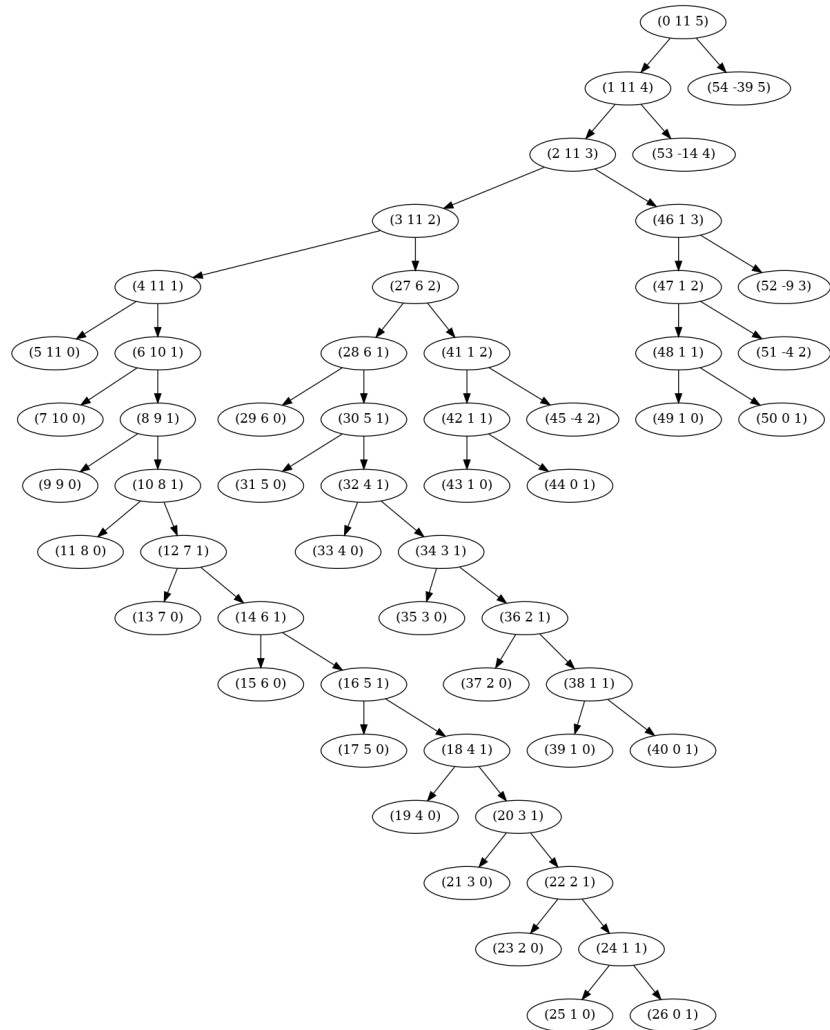 (0 11 5)
(1 11 4) (54 -39 5)
(2 11 3) (53 -14 4)
(3 11 2) (46 1 3)
(4 11 1) (27 6 2) (47 1 2) (52 -9 3)
(5 11 0) (6 10 1) (28 6 1) (41 1 2) (48 1 1) (51 -4 2)
(7 10 0) (8 9 1) (29 6 0) (30 5 1) (42 1 1) (45 -4 2) (49 1 0) (50 0 1)
(9 9 0) (10 8 1) (31 5 0) (32 4 1) (43 1 0) (44 0 1)
(11 8 0) (12 7 1) (33 4 0) (34 3 1)
(13 7 0) (14 6 1) (35 3 0) (36 2 1)
(15 6 0) (16 5 1) (37 2 0) (38 1 1)
(17 5 0) (18 4 1) (39 1 0) (40 0 1)
(19 4 0) (20 3 1)
(21 3 0) (22 2 1)
(23 2 0) (24 1 1)
(25 1 0) (26 0 1)